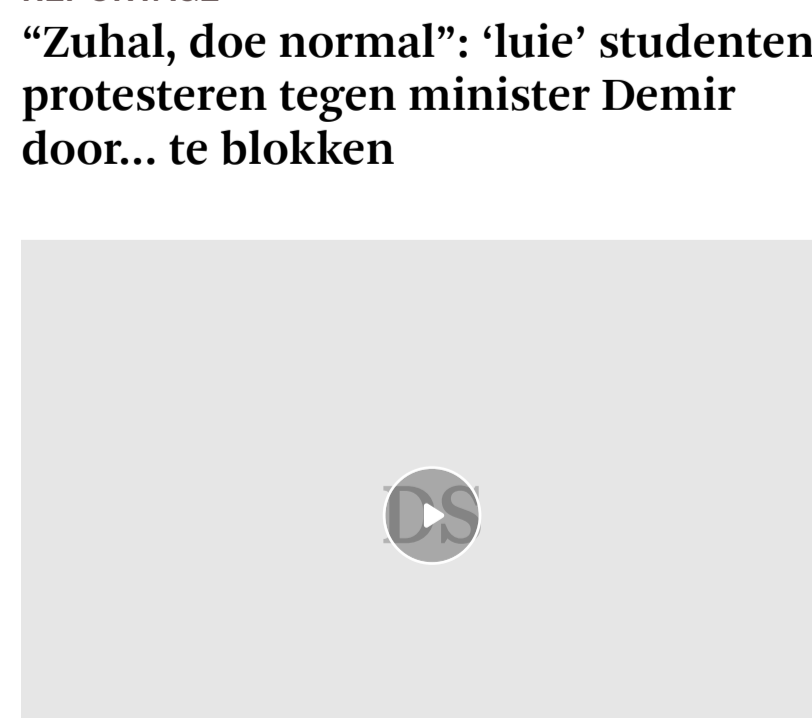 “Zuhal, doe normal”: ‘luie’ studenten
protesteren tegen minister Demir
door... te blokken
DS